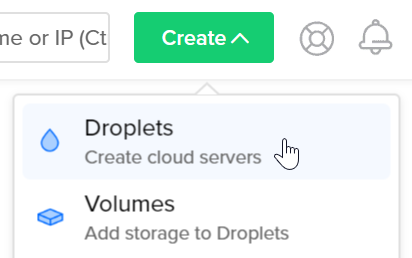 me or IP (Ct
Create
Droplets
Create cloud servers
Volumes
Add storage to Droplets